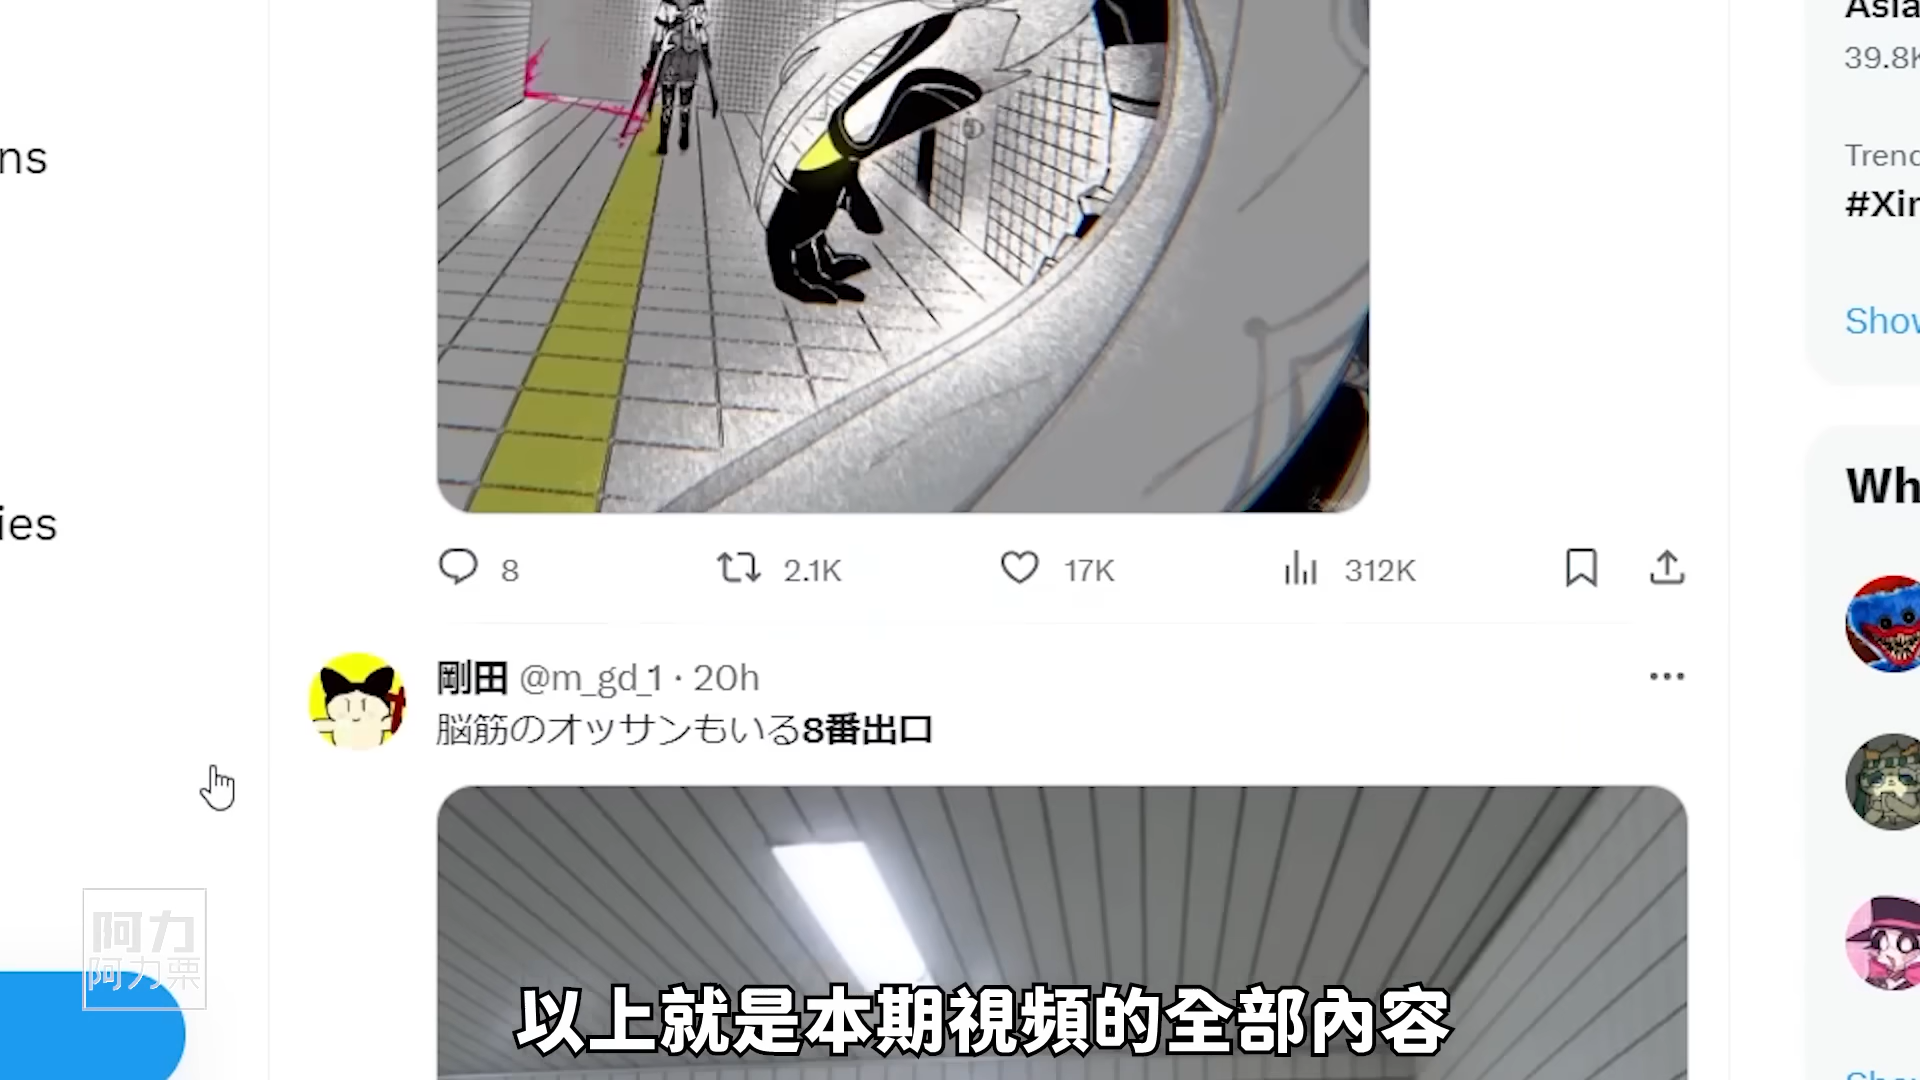 Asia
39.8K
ns
Trend
#Xin
Show
Wh
ies
8
2.1K
17K
312K
剛田 @m_gd_1 · 20h
脳筋のオッサンもいる8番出口
阿力
阿力栗
以上就是本期視頻的全部內容